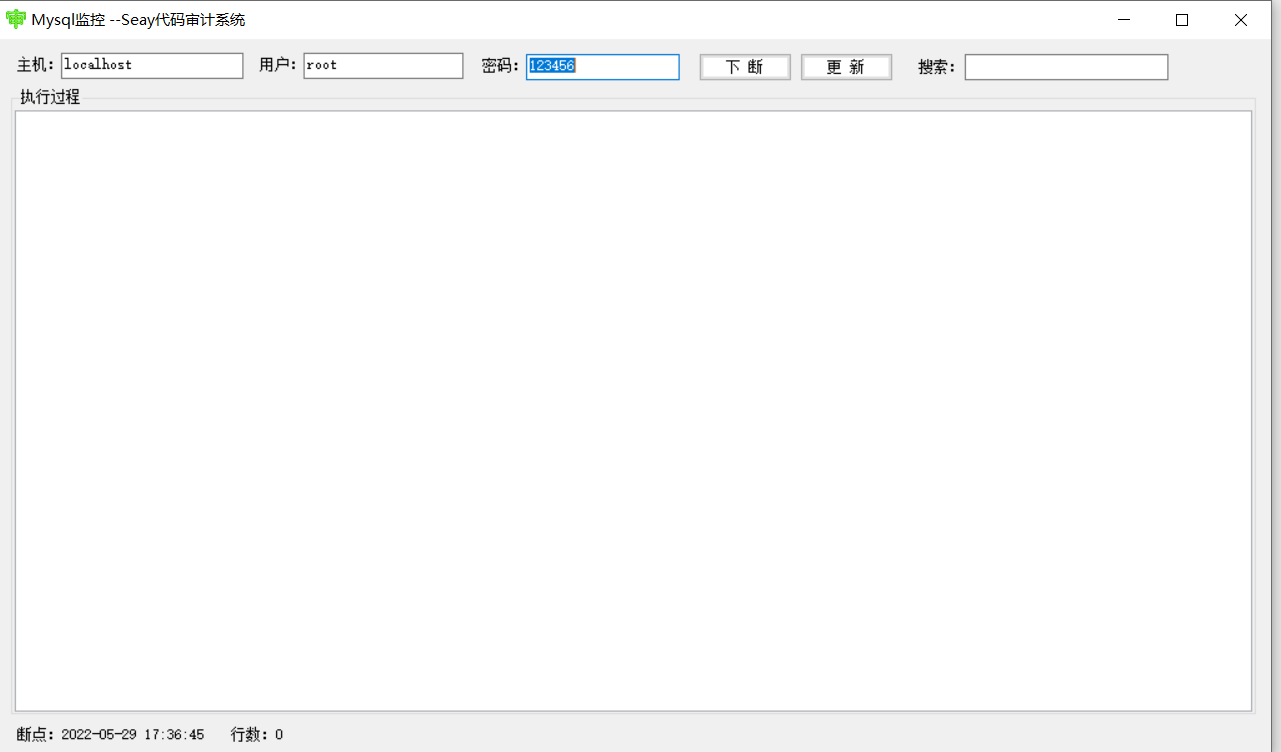 Mysql监控 --Seay代码审计系统
主机: localhost 用户: root 密码: 123456 下 断 更 新 搜索:
执行过程
断点: 2022-05-29 17:36:45 行数: 0